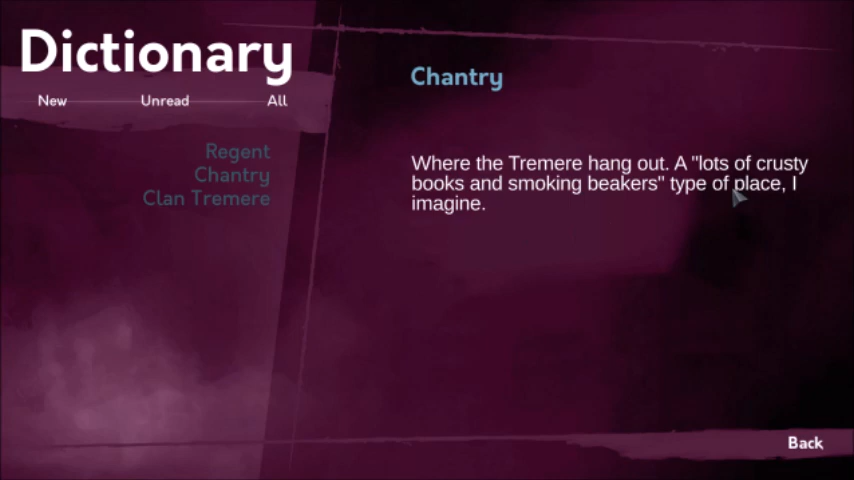 Dictionary
New Unread All
Regent
Chantry
Clan Tremere
Chantry
Where the Tremere hang out. A "lots of crusty
books and smoking beakers" type of place, I
imagine.
Back